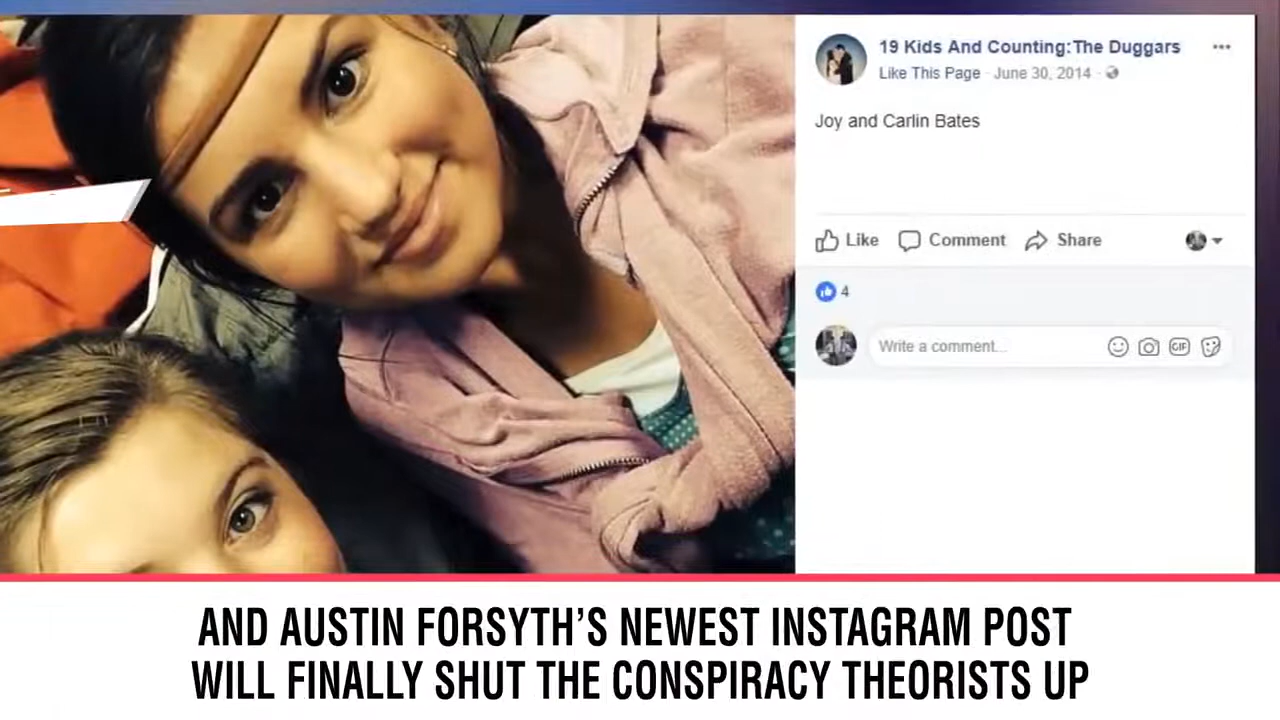 19 Kids And Counting:The Duggars
Like This Page · June 30, 2014 ·
Joy and Carlin Bates
Like Comment Share
4
Write a comment...
GIF
AND AUSTIN FORSYTH'S NEWEST INSTAGRAM POST
WILL FINALLY SHUT THE CONSPIRACY THEORISTS UP